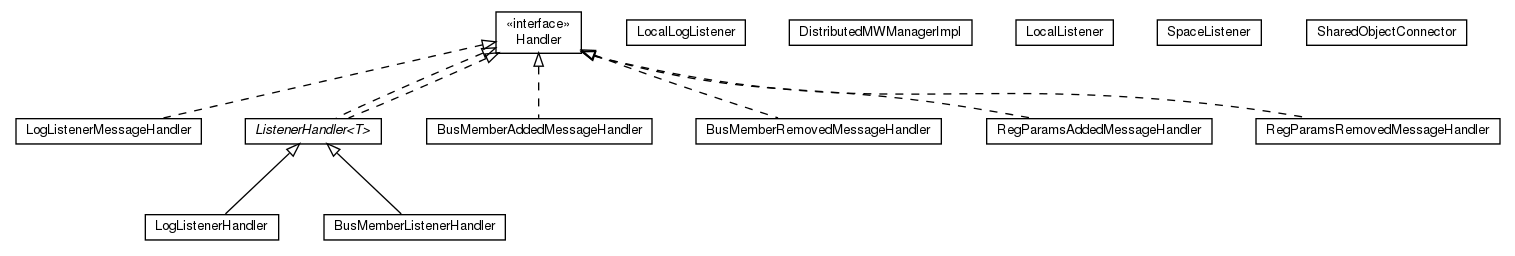 «interface»
Handler
LocalLogListener
DistributedMWManagerImpl
LocalListener
SpaceListener
SharedObjectConnector
LogListenerMessageHandler
ListenerHandler<T>
BusMemberAddedMessageHandler
BusMemberRemovedMessageHandler
RegParamsAddedMessageHandler
RegParamsRemovedMessageHandler
LogListenerHandler
BusMemberListenerHandler